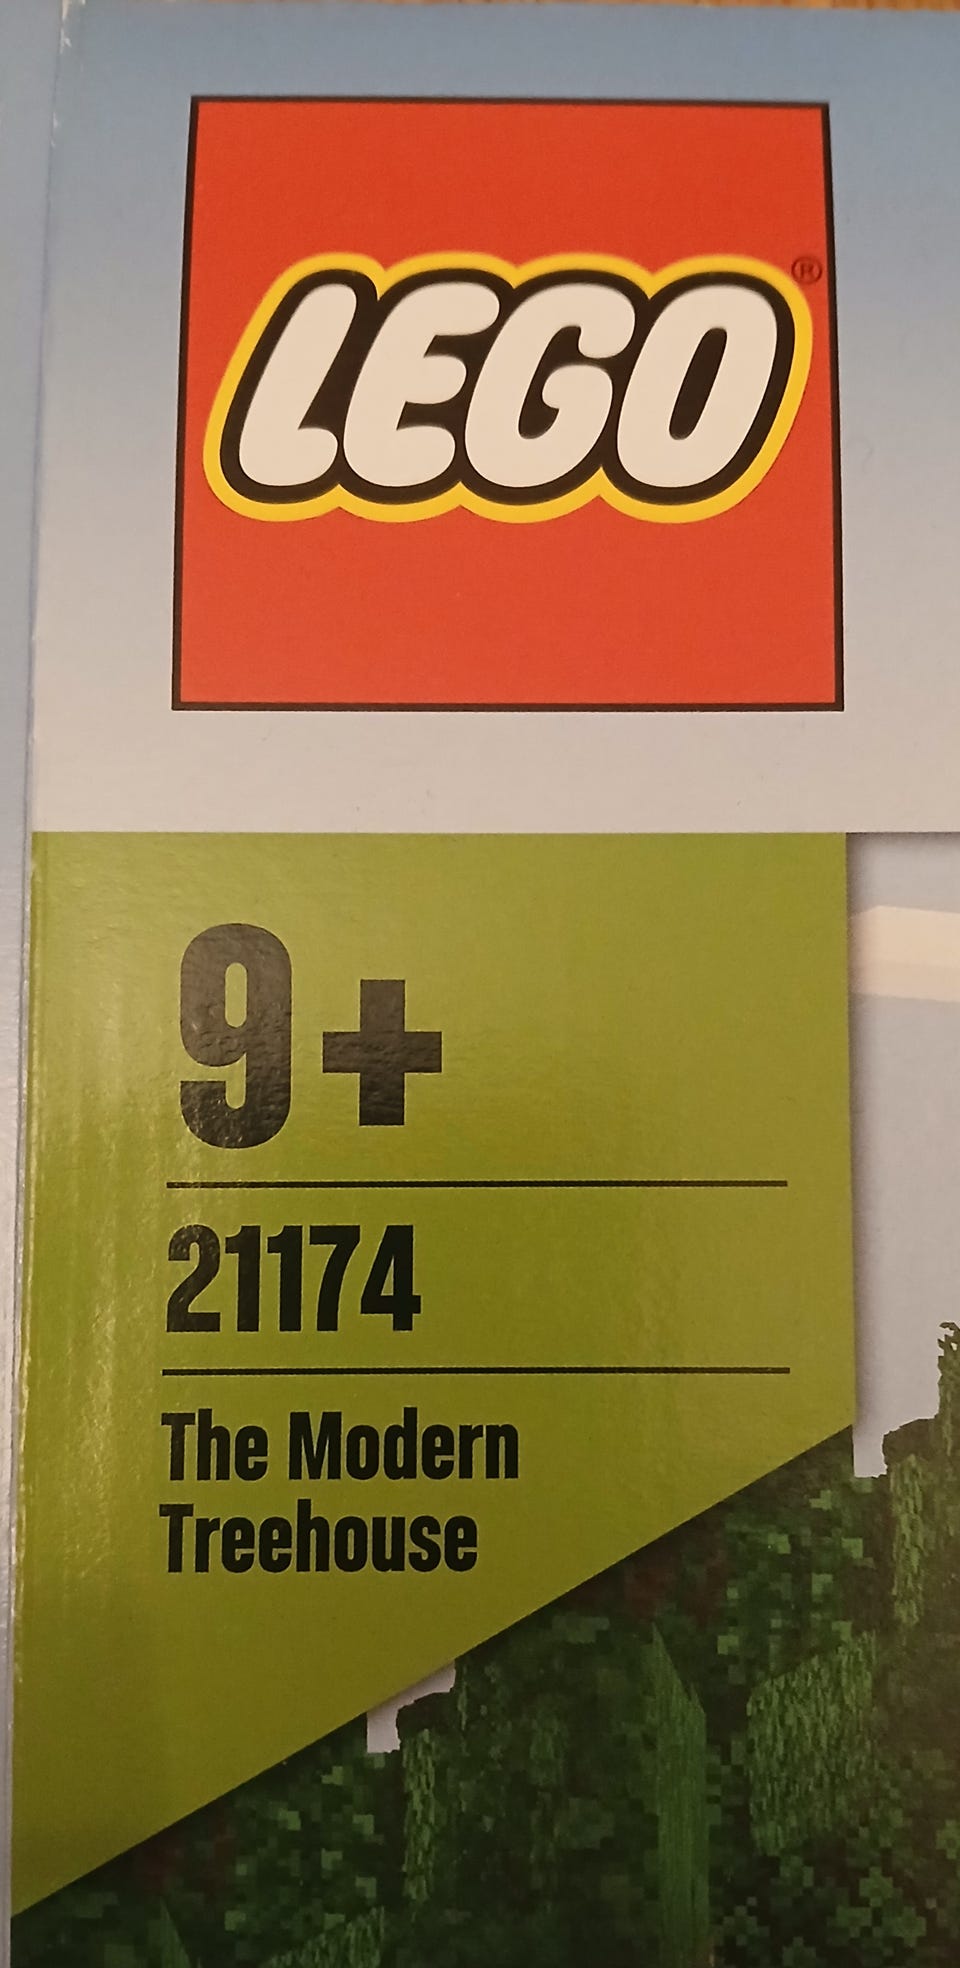 LEGO®
9+
21174
The Modern
Treehouse